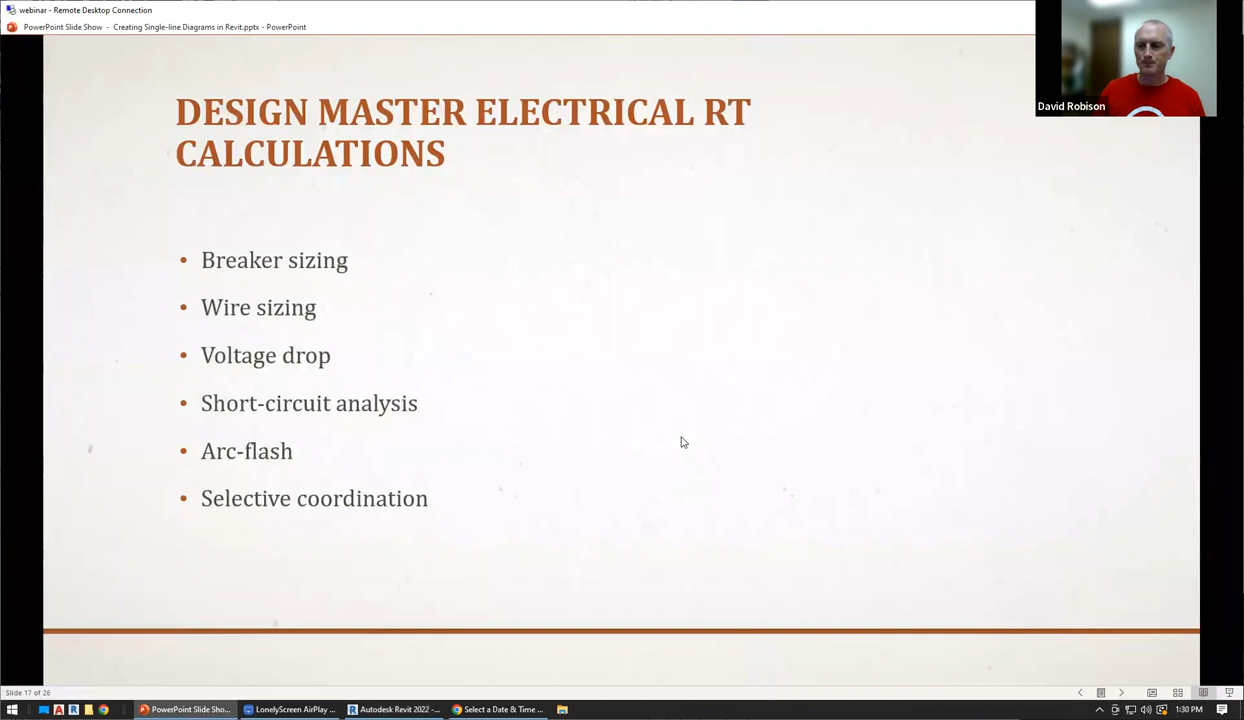 webinar - Remote Desktop Connection
PowerPoint Slide Show - Creating Single-line Diagrams in Revit.pptx - PowerPoint
David Robison
DESIGN MASTER ELECTRICAL RT
CALCULATIONS
• Breaker sizing
• Wire sizing
• Voltage drop
• Short-circuit analysis
• Arc-flash
• Selective coordination
Slide 17 of 26
PowerPoint Slide Sho...
LonelyScreen AirPlay ...
Autodesk Revit 2022 -...
Select a Date & Time ...
1:30 PM